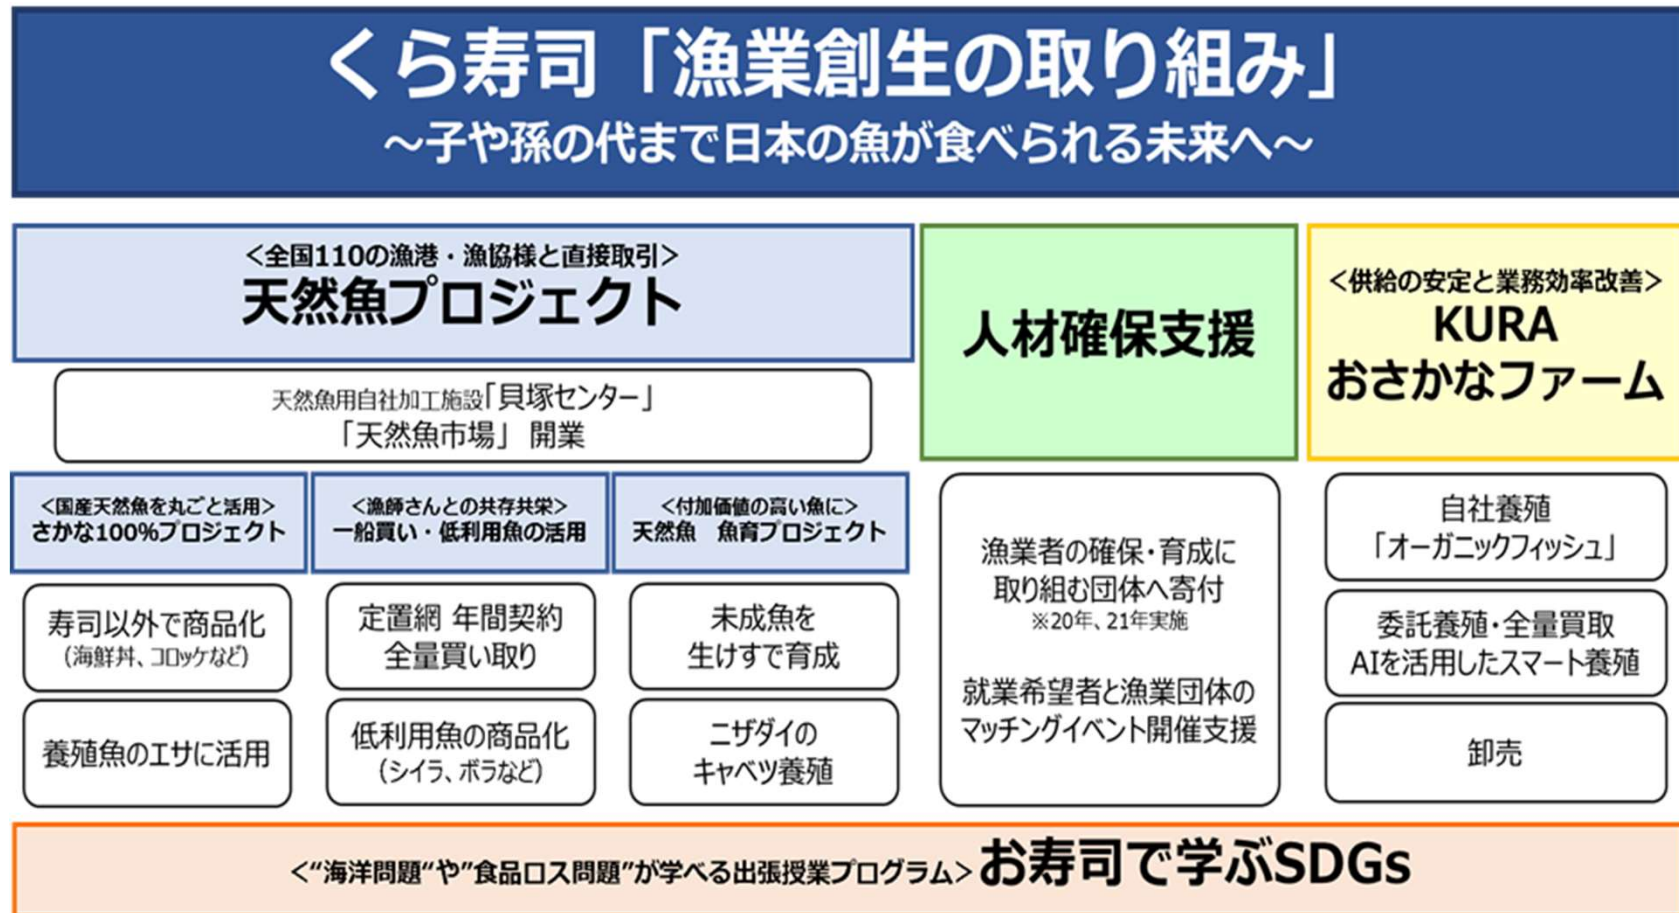 くら寿司「漁業創生の取り組み」
～子や孫の代まで日本の魚が食べられる未来へ～
<全国110の漁港・漁協様と直接取引>
天然魚プロジェクト
天然魚用自社加工施設「貝塚センター」
「天然魚市場」 開業
<国産天然魚を丸ごと活用>
さかな100%プロジェクト
寿司以外で商品化
（海鮮丼、コロッケなど）
養殖魚のエサに活用
<漁師さんとの共存共栄>
一船買い・低利用魚の活用
定置網 年間契約
全量買い取り
低利用魚の商品化
（シイラ、ボラなど）
<付加価値の高い魚に>
天然魚 魚育プロジェクト
未成魚を
生けすで育成
ニザダイの
キャベツ養殖
人材確保支援
漁業者の確保・育成に
取り組む団体へ寄付
※20年、21年実施
就業希望者と漁業団体の
マッチングイベント開催支援
<供給の安定と業務効率改善>
KURA
おさかなファーム
自社養殖
「オーガニックフィッシュ」
委託養殖・全量買取
AIを活用したスマート養殖
卸売
<“海洋問題“や”食品ロス問題”が学べる出張授業プログラム> お寿司で学ぶSDGs